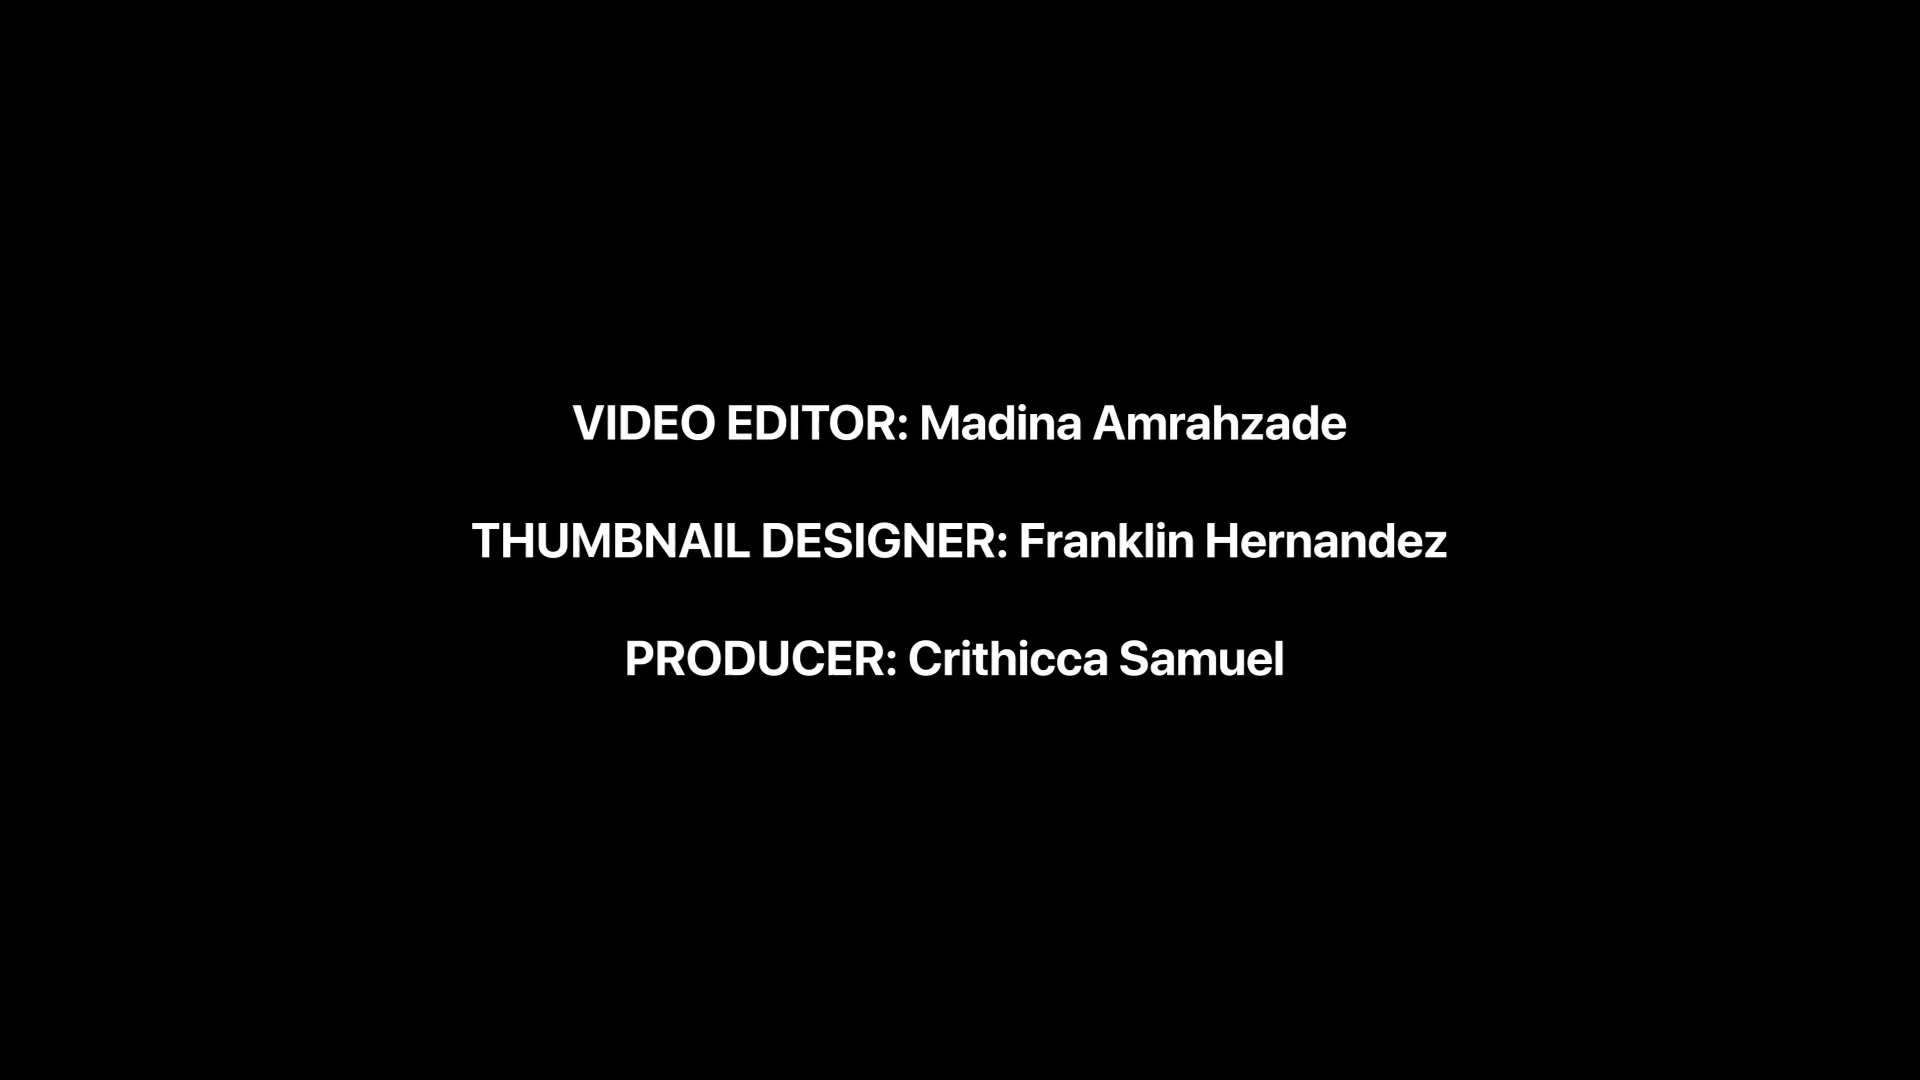 VIDEO EDITOR: Madina Amrahzade
THUMBNAIL DESIGNER: Franklin Hernandez
PRODUCER: Crithicca Samuel